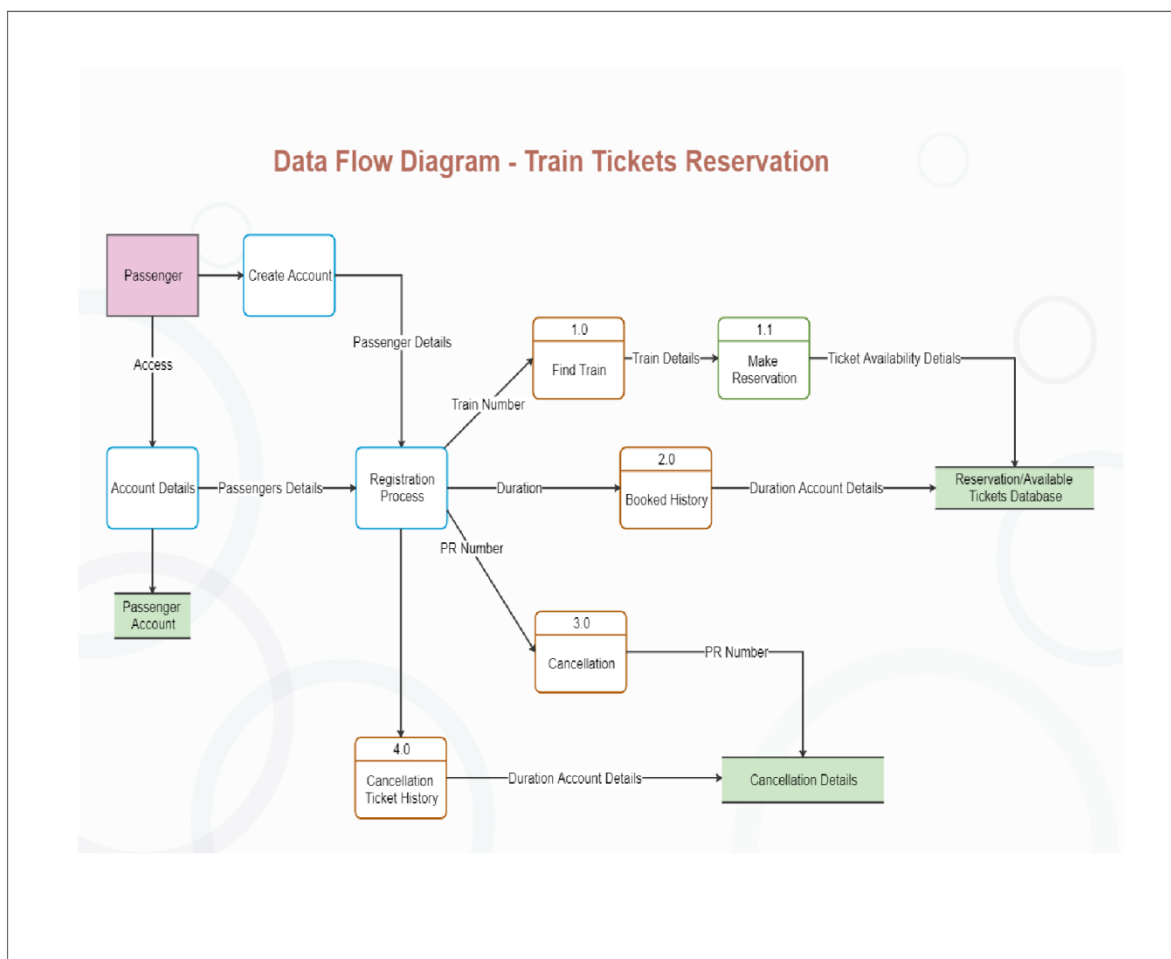 Data Flow Diagram - Train Tickets Reservation
Passenger
Create Account
Access
Passenger Details
1.0
Find Train
Train Details
1.1
Make
Reservation
Ticket Availability Detials
Train Number
Account Details
Passengers Details
Registration
Process
Duration
2.0
Booked History
Duration Account Details
Reservation/Available
Tickets Database
PR Number
Passenger
Account
3.0
Cancellation
PR Number
4.0
Cancellation
Ticket History
Duration Account Details
Cancellation Details